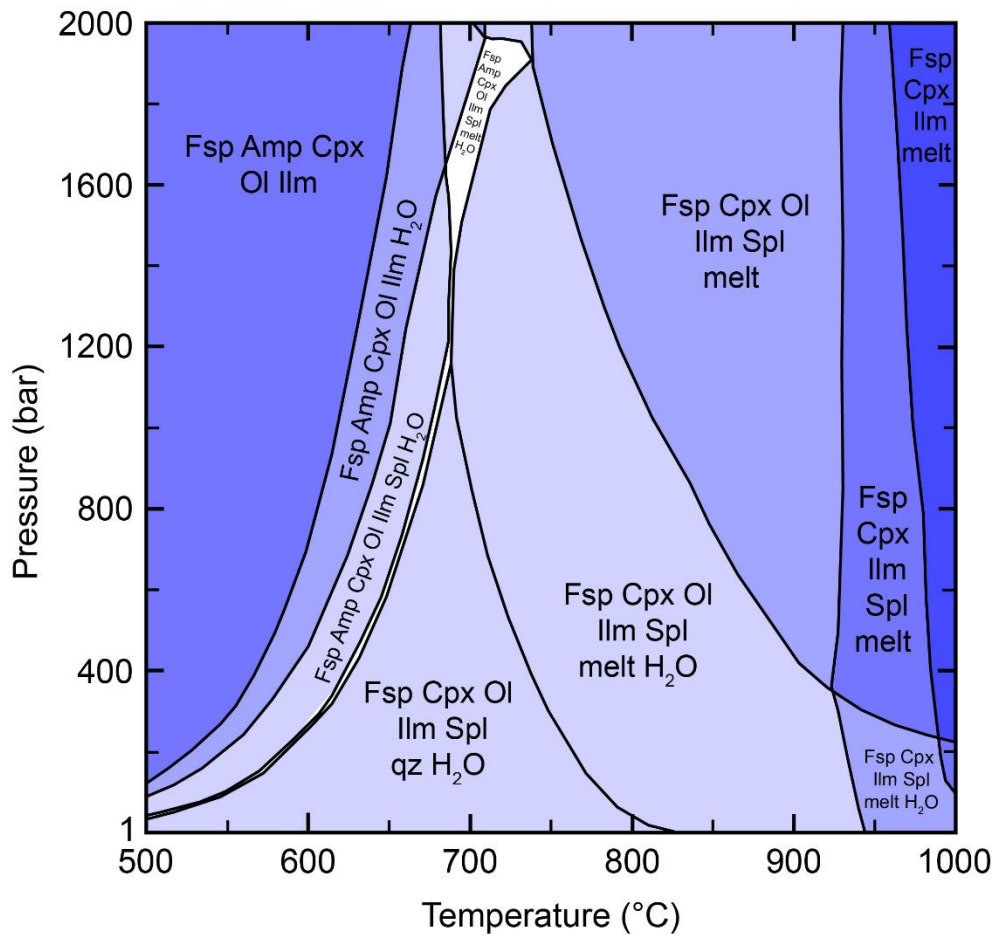 2000
1600
1200
800
400
1
500
600
700
800
900
1000
Pressure (bar)
Temperature (°C)
Fsp Amp Cpx
Ol Ilm
Fsp Amp Cpx Ol Ilm H₂O
Fsp Amp Cpx Ol Ilm Spl H₂O
Fsp
Amp
Cpx
Ol
Ilm
Spl
melt
H₂O
Fsp Cpx Ol
Ilm Spl
melt
Fsp
Cpx
Ilm
melt
Fsp
Cpx
Ilm
Spl
melt
Fsp Cpx Ol
Ilm Spl
melt H₂O
Fsp Cpx Ol
Ilm Spl
qz H₂O
Fsp Cpx
Ilm Spl
melt H₂O